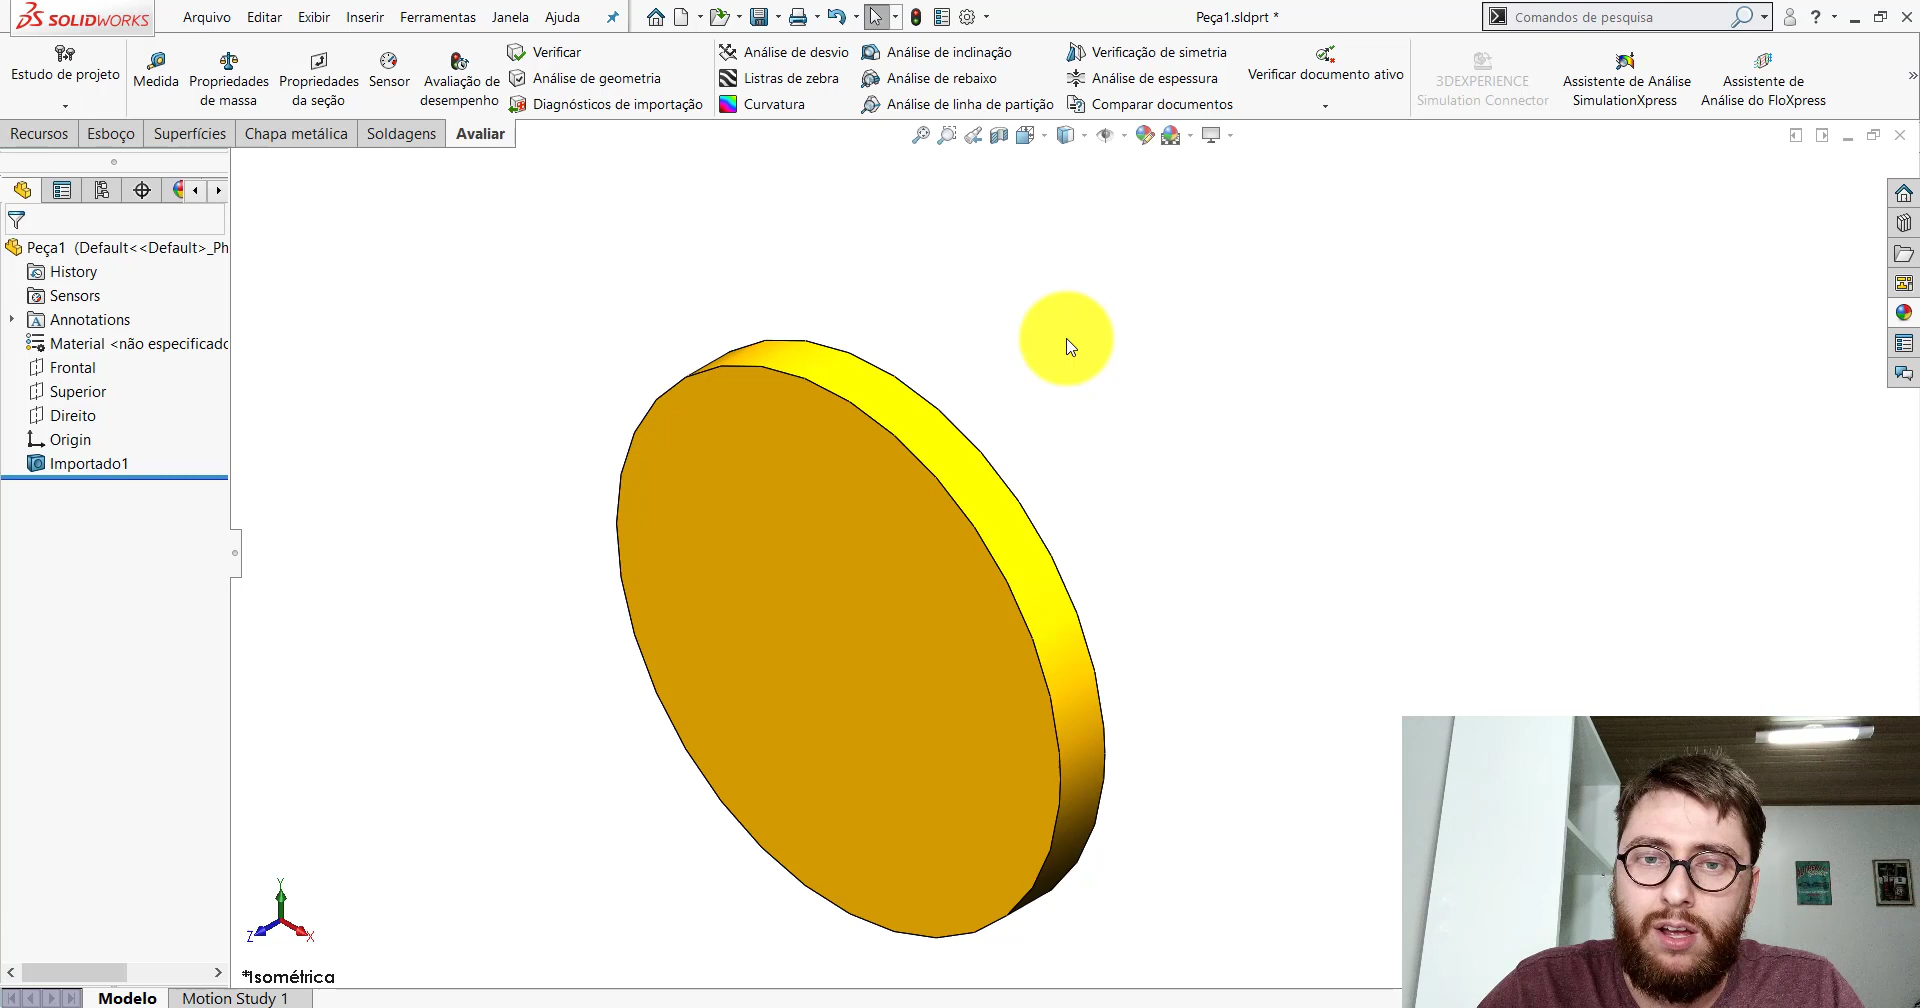 SOLIDWORKS
Arquivo Editar Exibir Inserir Ferramentas Janela Ajuda
Peça1.sldprt *
Comandos de pesquisa
?
Estudo de projeto
Medida
Propriedades de massa
Propriedades da seção
Sensor
Avaliação de desempenho
Verificar
Análise de geometria
Diagnósticos de importação
Análise de desvio
Listras de zebra
Curvatura
Análise de inclinação
Análise de rebaixo
Análise de linha de partição
Verificação de simetria
Análise de espessura
Comparar documentos
Verificar documento ativo
3DEXPERIENCE
Simulation Connector
Assistente de Análise
SimulationXpress
Assistente de
Análise do FloXpress
Recursos Esboço Superfícies Chapa metálica Soldagens Avaliar
Peça1 (Default<<Default>_Ph
History
Sensors
Annotations
Material <não especificado
Frontal
Superior
Direito
Origin
Importado1
Y
Z
X
*Isométrica
Modelo Motion Study 1